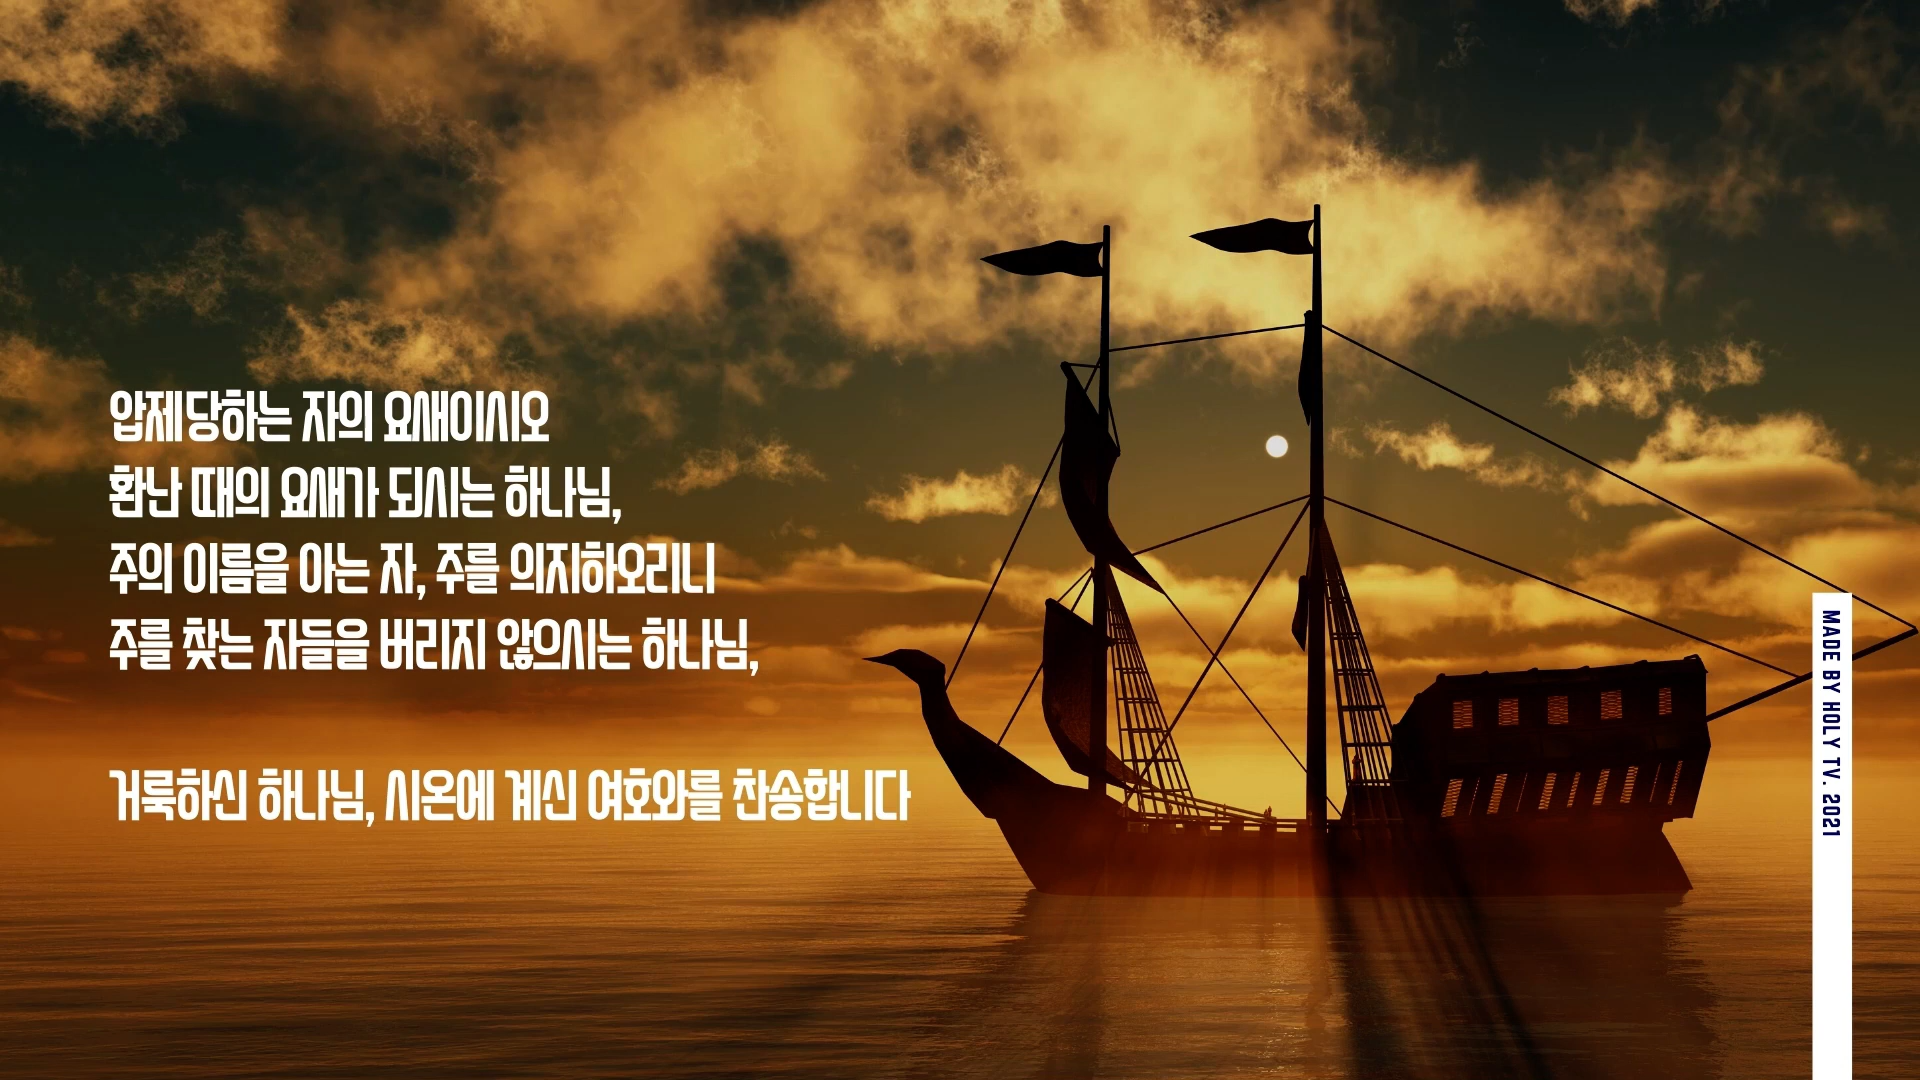 압제당하는 자의 요새이시오
환난 때의 요새가 되시는 하나님,
주의 이름을 아는 자, 주를 의지하오리니
주를 찾는 자들을 버리지 않으시는 하나님,
거룩하신 하나님, 시온에 계신 여호와를 찬송합니다
MADE BY HOLY TV. 2021